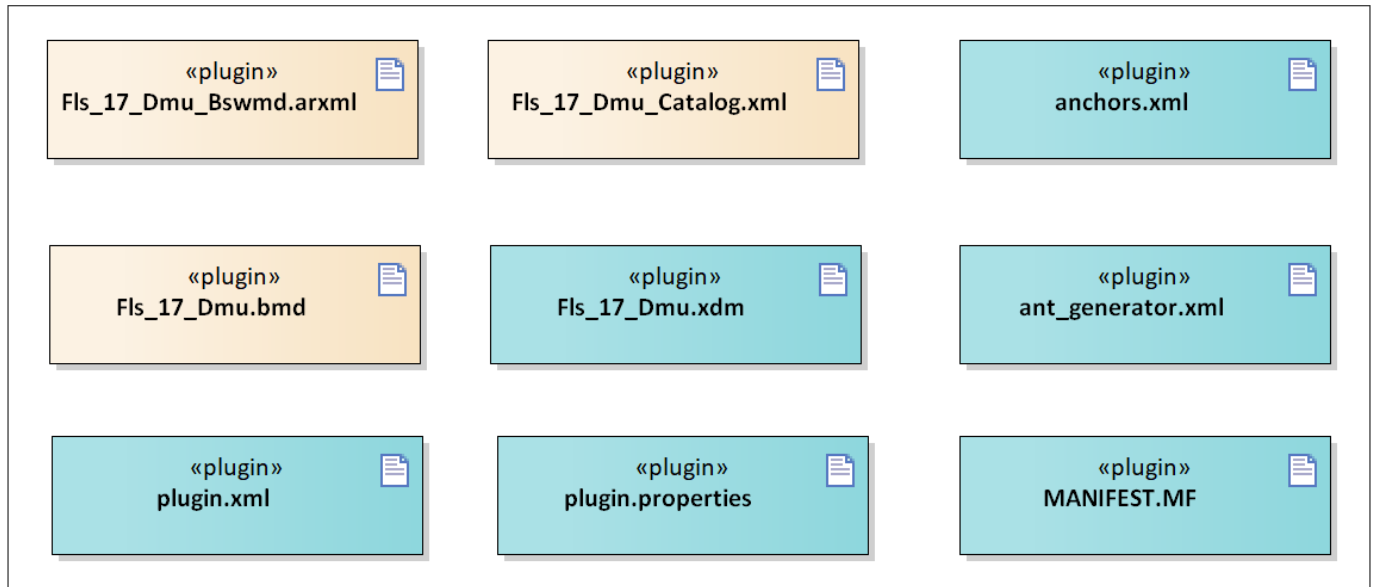 «plugin»
Fls_17_Dmu_Bswmd.arxml
«plugin»
Fls_17_Dmu_Catalog.xml
«plugin»
anchors.xml
«plugin»
Fls_17_Dmu.bmd
«plugin»
Fls_17_Dmu.xdm
«plugin»
ant_generator.xml
«plugin»
plugin.xml
«plugin»
plugin.properties
«plugin»
MANIFEST.MF